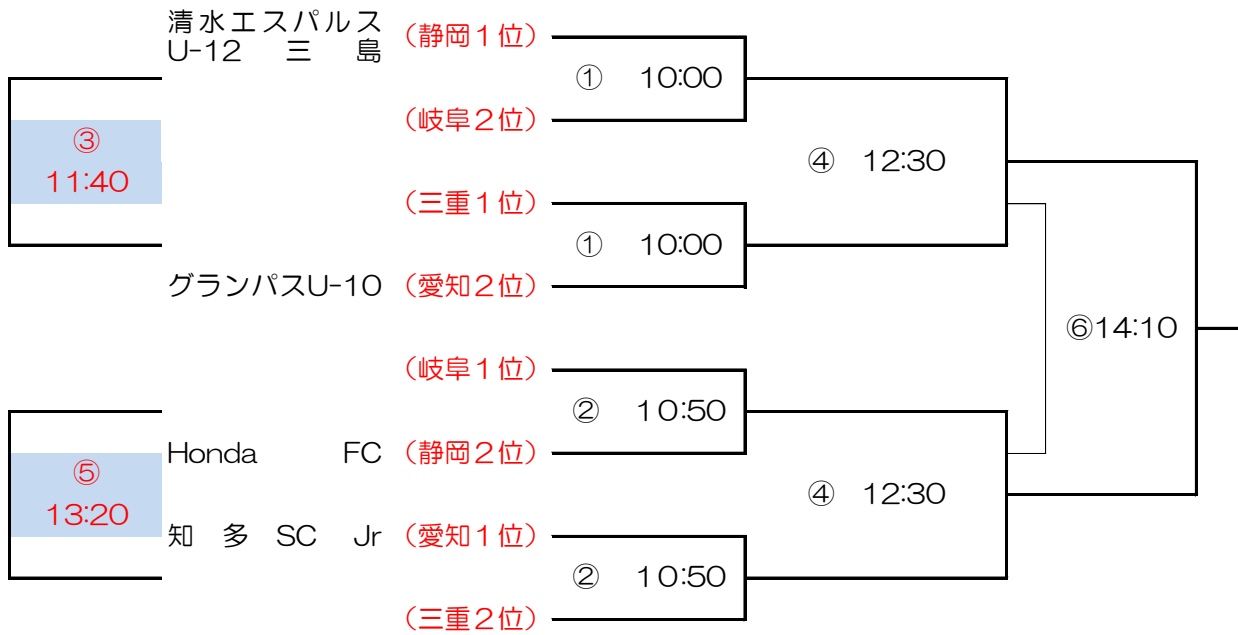 清水エスパルス
U-12 三 島
(静岡1位)
① 10:00
(岐阜2位)
③
11:40
④ 12:30
(三重1位)
① 10:00
グランパスU-10 (愛知2位)
⑥14:10
(岐阜1位)
② 10:50
Honda FC (静岡2位)
⑤
13:20
④ 12:30
知 多 SC Jr (愛知1位)
② 10:50
(三重2位)